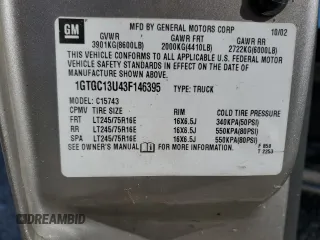 GM
MFD BY GENERAL MOTORS CORP 10/02
GVWR GAWR FRT GAWR RR
3901KG(8600LB) 2000KG(4410LB) 2722KG(6000LB)
THIS VEHICLE CONFORMS TO ALL APPLICABLE U.S. FEDERAL MOTOR VEHICLE SAFETY STANDARDS IN EFFECT ON THE DATE OF MANUFACTURE SHOWN ABOVE.
1GTGC13U43F146395 TYPE: TRUCK
MODEL: C15743
CPMV TIRE SIZE RIM COLD TIRE PRESSURE
FRT LT245/75R16E 16X6.5J 340KPA(50PSI)
RR LT245/75R16E 16X6.5J 550KPA(80PSI)
SPA LT245/75R16E 16X6.5J 550KPA(80PSI)
SEE OWNER'S MANUAL FOR MORE INFORMATION.
AUTOBIDMASTER